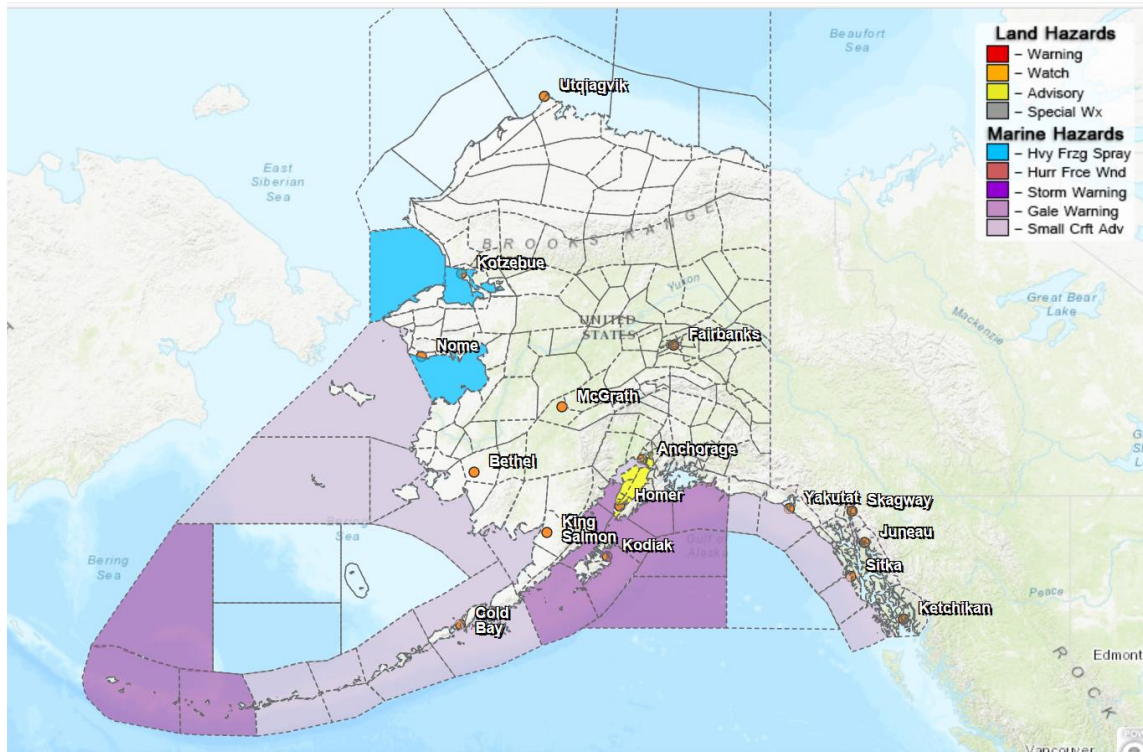 Land Hazards
– Warning
– Watch
– Advisory
– Special Wx
Marine Hazards
– Hvy Frzg Spray
– Hurr Frce Wnd
– Storm Warning
– Gale Warning
– Small Crft Adv
Beaufort
Sea
Utqiagvik
East
Siberian
Sea
BROOKS RANGE
Kotzebue
Yukon
Great Bear
Lake
Mackenzie
UNITED
STATES
Fairbanks
Nome
McGrath
Anchorage
Bethel
Homer
Yakutat
Skagway
King
Salmon
Kodiak
Gulf of
Alaska
Juneau
Bering
Sea
Sea
Sitka
Peace
Cold
Bay
Ketchikan
Edmont
ROCK
Vancouver